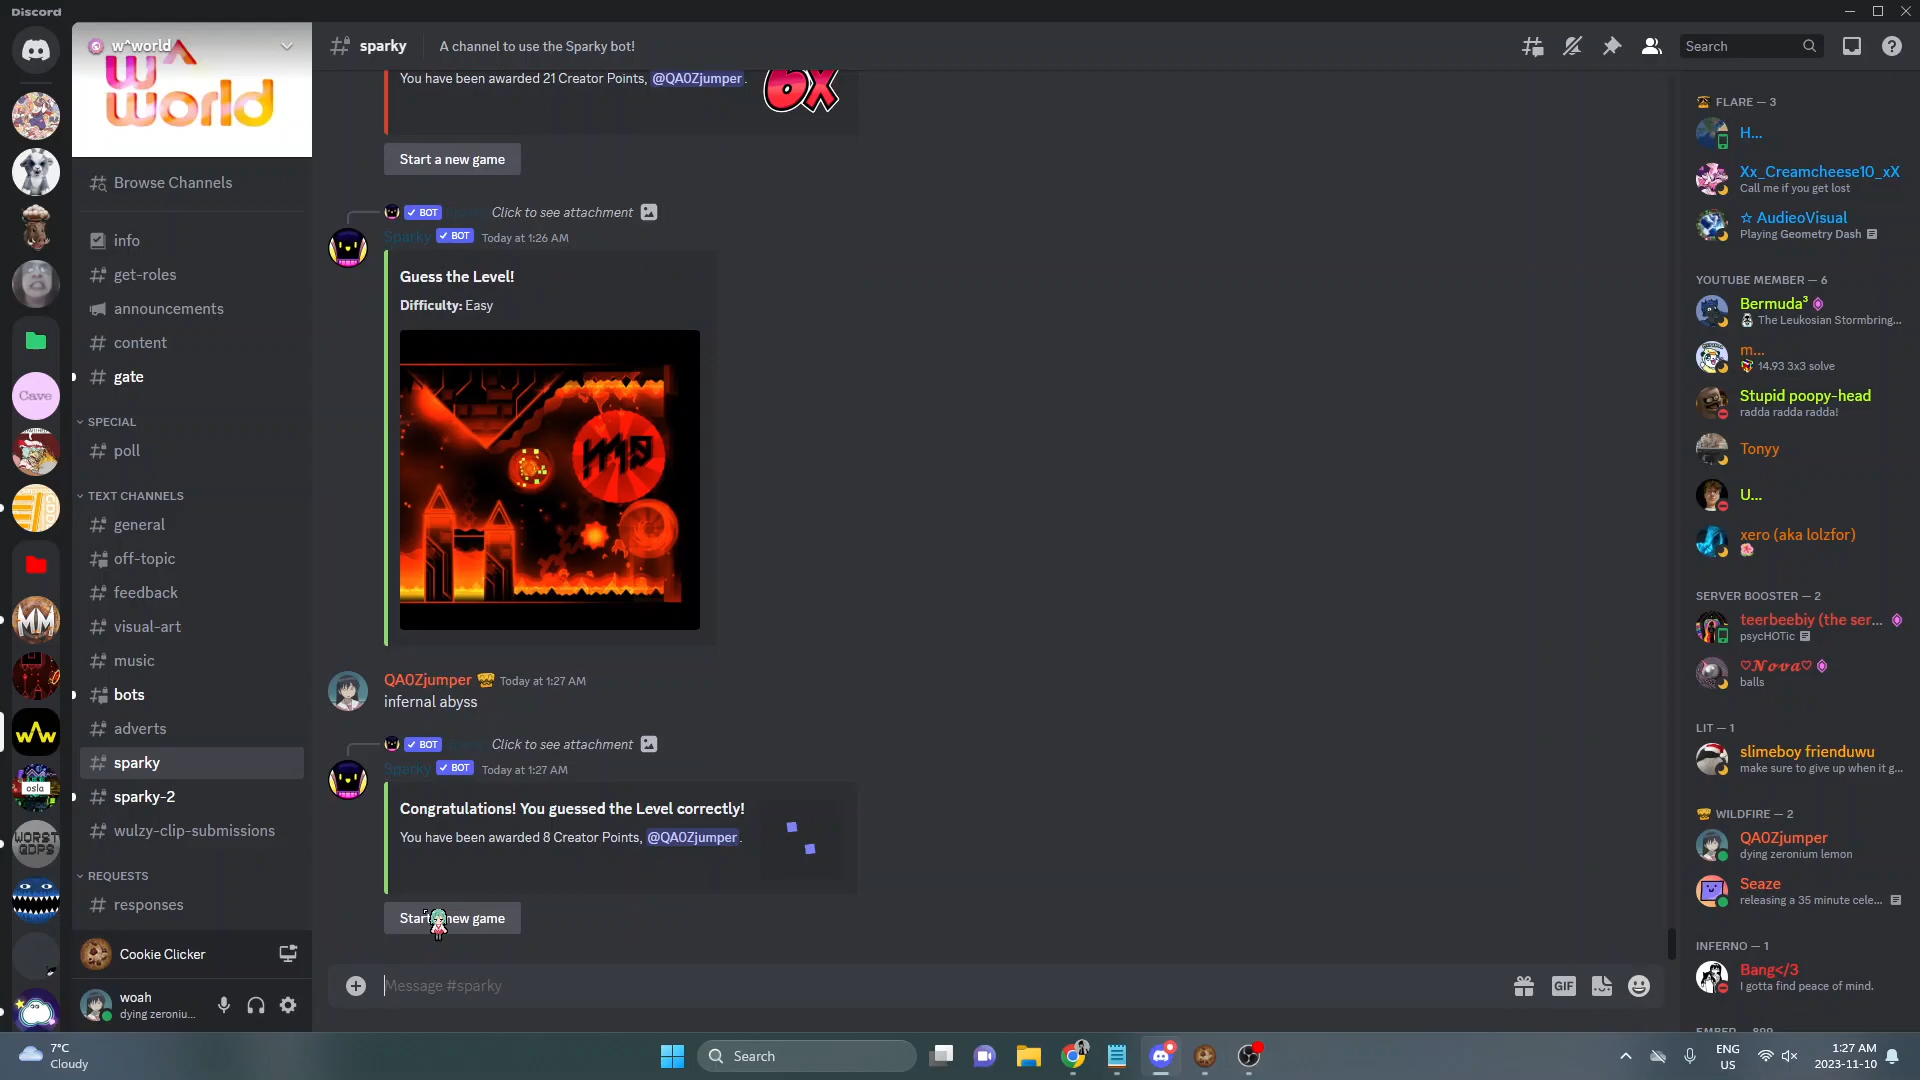 Discord
w^world
w^
world
Browse Channels
info
get-roles
announcements
content
gate
SPECIAL
poll
TEXT CHANNELS
general
off-topic
feedback
visual-art
music
bots
adverts
sparky
sparky-2
wulzy-clip-submissions
REQUESTS
responses
Cookie Clicker
woah
dying zeroniu...
Cave
MM
WAW
osla
WORST
GDPS
sparky
A channel to use the Sparky bot!
Search
You have been awarded 21 Creator Points, @QA0Zjumper.
6X
Start a new game
BOT Click to see attachment
Sparky BOT Today at 1:26 AM
Guess the Level!
Difficulty: Easy
QA0Zjumper Today at 1:27 AM
infernal abyss
BOT Click to see attachment
Sparky BOT Today at 1:27 AM
Congratulations! You guessed the Level correctly!
You have been awarded 8 Creator Points, @QA0Zjumper.
Start new game
Message #sparky
GIF
FLARE — 3
H...
Xx_Creamcheese10_xX
Call me if you get lost
☆ AudieoVisual
Playing Geometry Dash
YOUTUBE MEMBER — 6
Bermuda³
The Leukosian Stormbring...
m...
14.93 3x3 solve
Stupid poopy-head
radda radda radda!
Tonyy
U...
xero (aka lolzfor)
SERVER BOOSTER — 2
teerbeebiy (the ser...
psycHOTic
♡𝓝𝓸𝓿𝓪♡
balls
LIT — 1
slimeboy frienduwu
make sure to give up when it g...
WILDFIRE — 2
QA0Zjumper
dying zeronium lemon
Seaze
releasing a 35 minute cele...
INFERNO — 1
Bang</3
I gotta find peace of mind.
7°C
Cloudy
Search
ENG
US
1:27 AM
2023-11-10